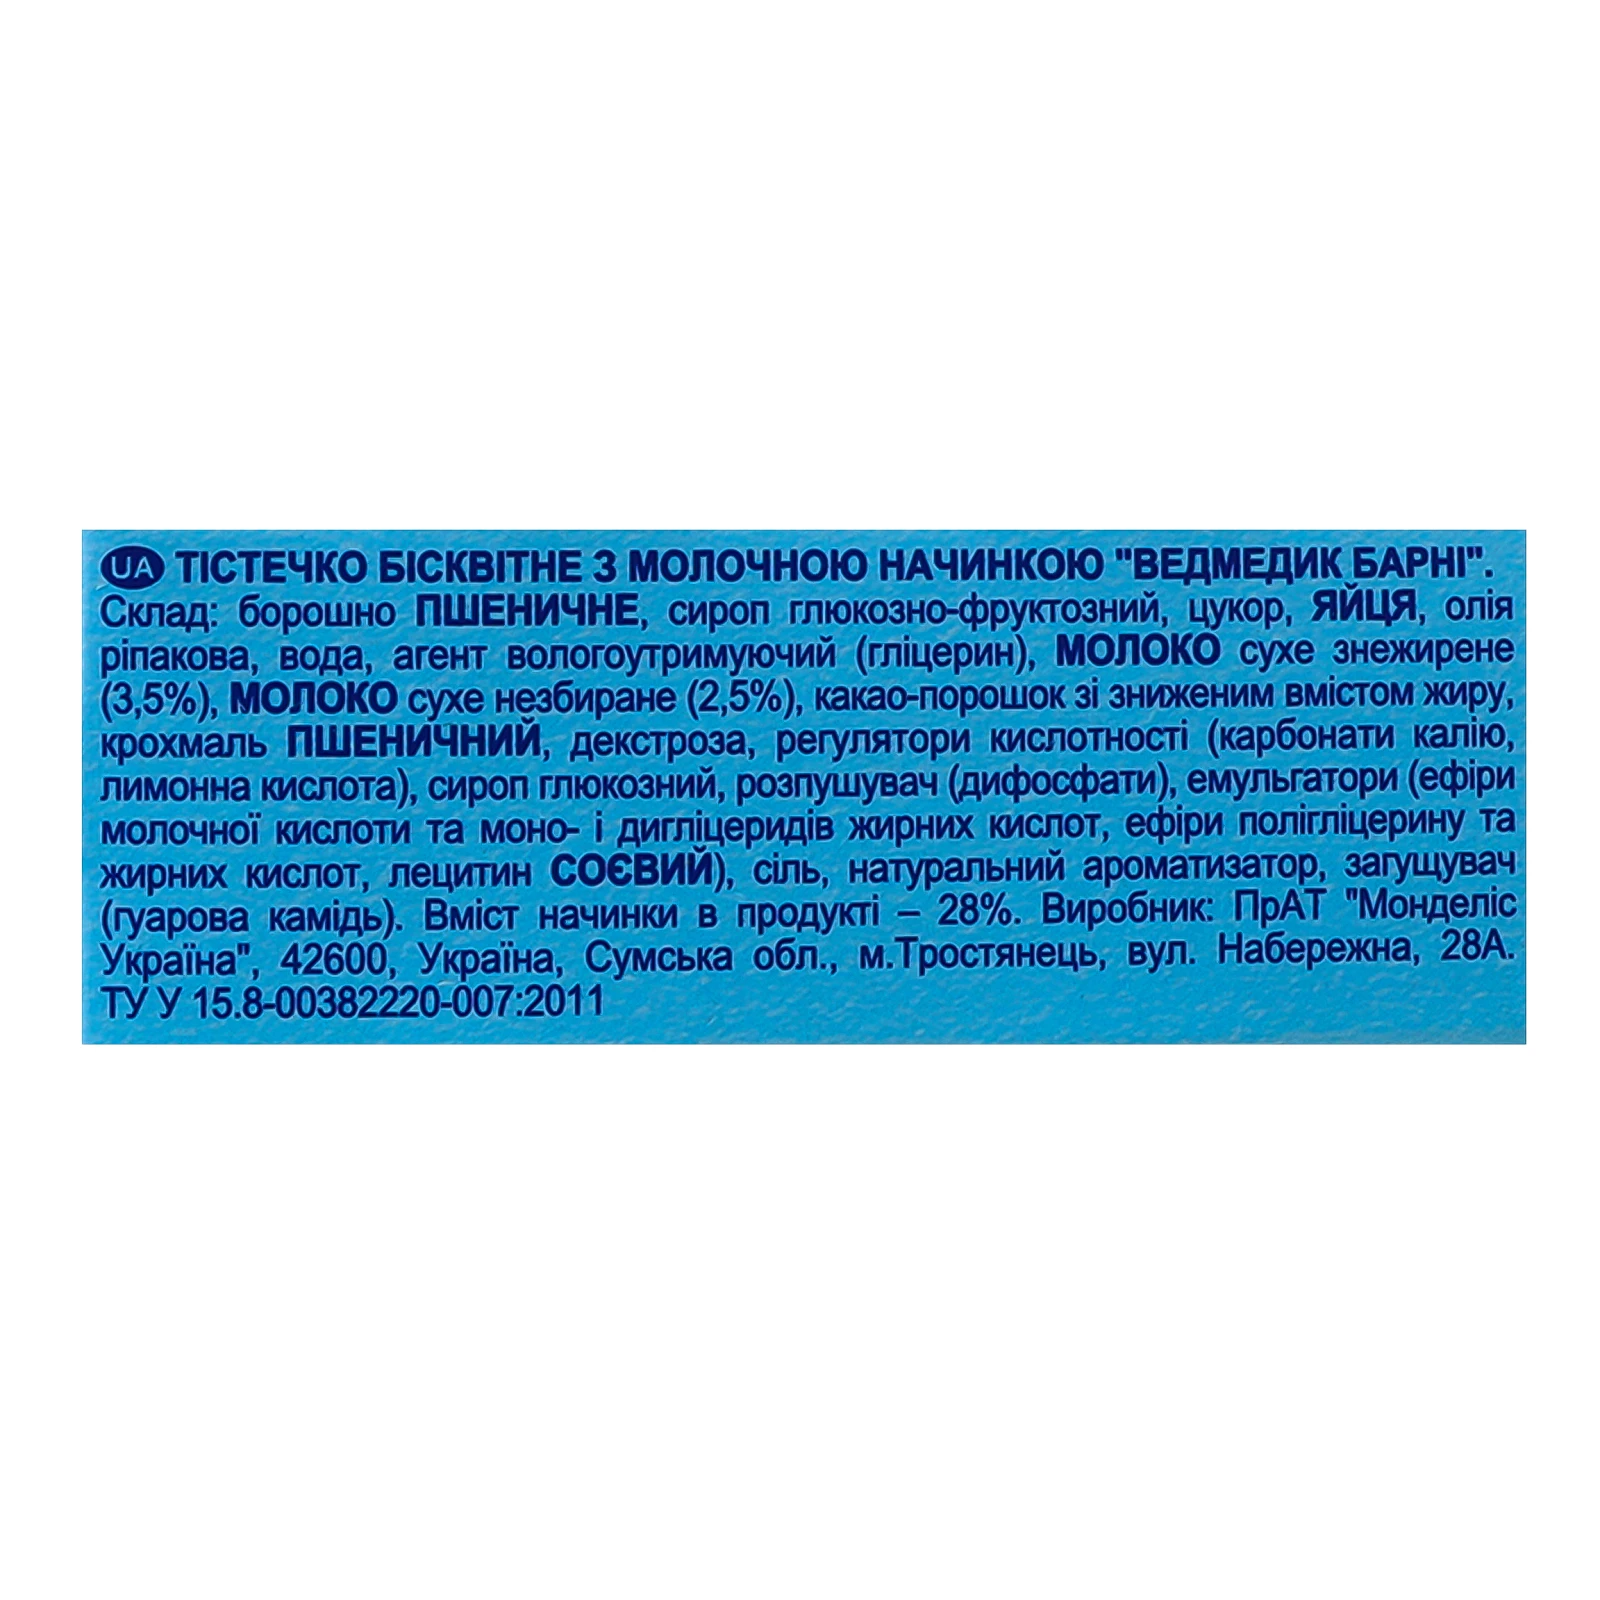 UA ТІСТЕЧКО БІСКВІТНЕ З МОЛОЧНОЮ НАЧИНКОЮ "ВЕДМЕДИК БАРНІ".
Склад: борошно ПШЕНИЧНЕ, сироп глюкозно-фруктозний, цукор, ЯЙЦЯ, олія
ріпакова, вода, агент вологоутримуючий (гліцерин), МОЛОКО сухе знежирене
(3,5%), МОЛОКО сухе незбиране (2,5%), какао-порошок зі зниженим вмістом жиру,
крохмаль ПШЕНИЧНИЙ, декстроза, регулятори кислотності (карбонати калію,
лимонна кислота), сироп глюкозний, розпушувач (дифосфати), емульгатори (ефіри
молочної кислоти та моно- і дигліцеридів жирних кислот, ефіри полігліцерину та
жирних кислот, лецитин СОЄВИЙ), сіль, натуральний ароматизатор, загущувач
(гуарова камідь). Вміст начинки в продукті – 28%. Виробник: ПрАТ "Монделіс
Україна", 42600, Україна, Сумська обл., м.Тростянець, вул. Набережна, 28А.
ТУ У 15.8-00382220-007:2011